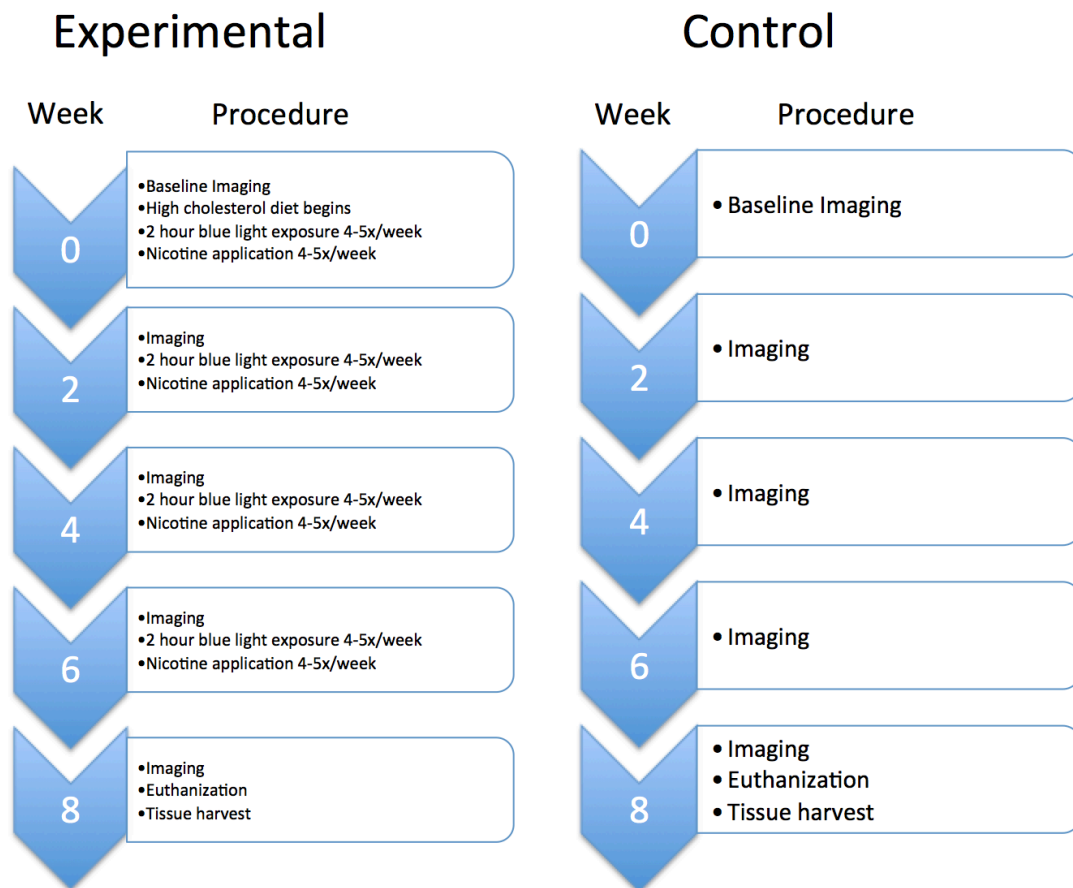 Experimental
Week
Procedure
0
•Baseline Imaging
•High cholesterol diet begins
•2 hour blue light exposure 4-5x/week
•Nicotine application 4-5x/week
2
•Imaging
•2 hour blue light exposure 4-5x/week
•Nicotine application 4-5x/week
4
•Imaging
•2 hour blue light exposure 4-5x/week
•Nicotine application 4-5x/week
6
•Imaging
•2 hour blue light exposure 4-5x/week
•Nicotine application 4-5x/week
8
•Imaging
•Euthanization
•Tissue harvest
Control
Week
Procedure
0
• Baseline Imaging
2
• Imaging
4
• Imaging
6
• Imaging
8
• Imaging
• Euthanization
• Tissue harvest